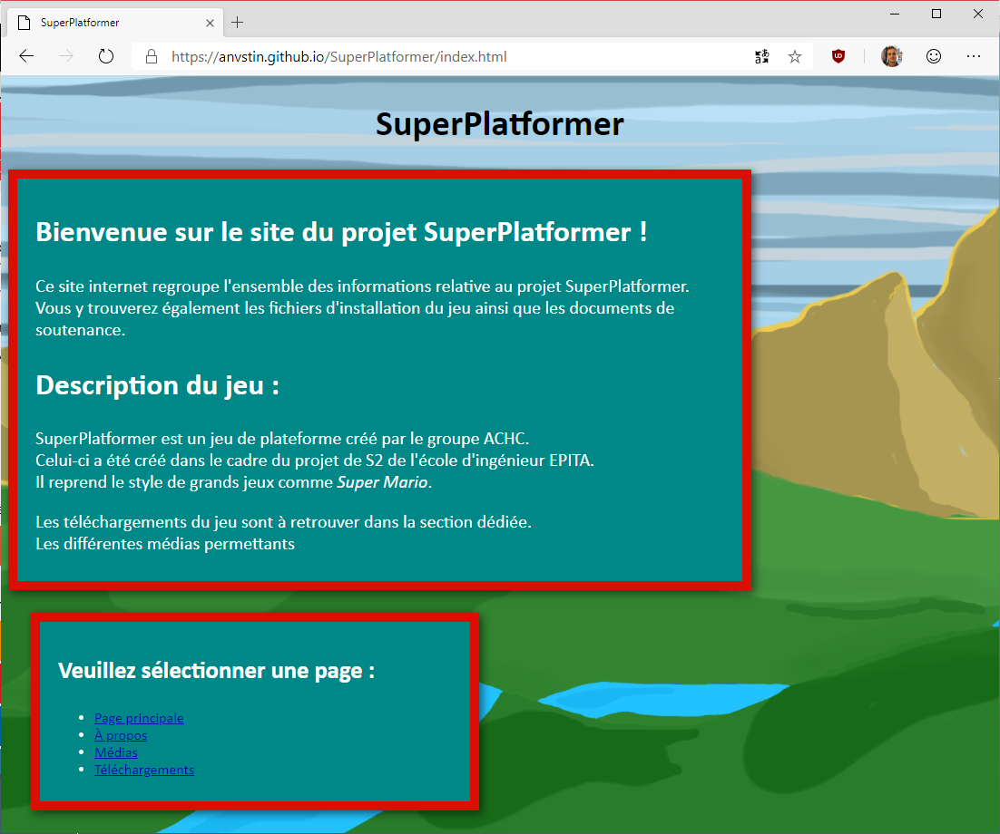 SuperPlatformer
https://anvstin.github.io/SuperPlatformer/index.html
SuperPlatformer
Bienvenue sur le site du projet SuperPlatformer !
Ce site internet regroupe l'ensemble des informations relative au projet SuperPlatformer.
Vous y trouverez également les fichiers d'installation du jeu ainsi que les documents de
soutenance.
Description du jeu :
SuperPlatformer est un jeu de plateforme créé par le groupe ACHC.
Celui-ci a été créé dans le cadre du projet de S2 de l'école d'ingénieur EPITA.
Il reprend le style de grands jeux comme Super Mario.
Les téléchargements du jeu sont à retrouver dans la section dédiée.
Les différentes médias permettants
Veuillez sélectionner une page :
Page principale
À propos
Médias
Téléchargements